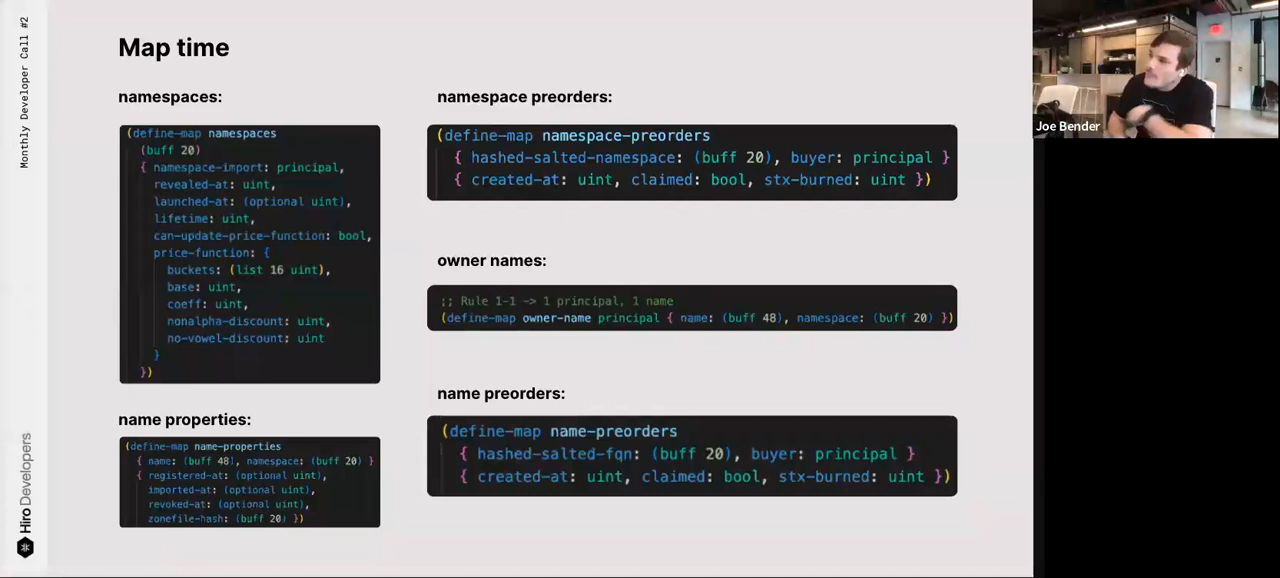 Monthly Developer Call #2
Map time
namespaces:
(define-map namespaces
(buff 20)
{ namespace-import: principal,
revealed-at: uint,
launched-at: (optional uint),
lifetime: uint,
can-update-price-function: bool,
price-function: {
buckets: (list 16 uint),
base: uint,
coeff: uint,
nonalpha-discount: uint,
no-vowel-discount: uint
}
})
name properties:
(define-map name-properties
{ name: (buff 48), namespace: (buff 20) }
{ registered-at: (optional uint),
imported-at: (optional uint),
revoked-at: (optional uint),
zonefile-hash: (buff 20) })
namespace preorders:
(define-map namespace-preorders
{ hashed-salted-namespace: (buff 20), buyer: principal }
{ created-at: uint, claimed: bool, stx-burned: uint })
owner names:
;; Rule 1-1 -> 1 principal, 1 name
(define-map owner-name principal { name: (buff 48), namespace: (buff 20) })
name preorders:
(define-map name-preorders
{ hashed-salted-fqn: (buff 20), buyer: principal }
{ created-at: uint, claimed: bool, stx-burned: uint })
Hiro Developers
Joe Bender